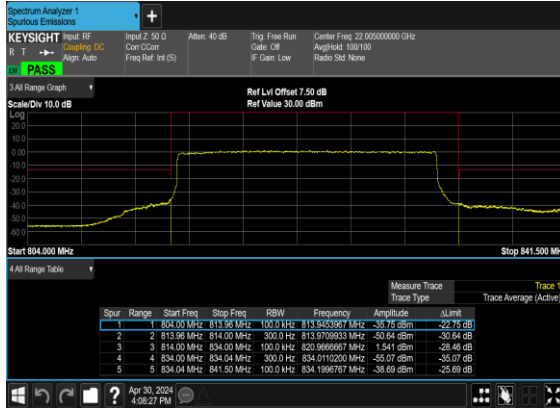 Spectrum Analyzer 1
Spurious Emissions
KEYSIGHT Input: RF Input Z: 50 Ω Atten: 40 dB Trig: Free Run Center Freq: 22.005000000 GHz
R T Coupling: DC Corr CCorr Gate: Off Avg|Hold: 100/100
Align: Auto Freq Ref: Int (S) IF Gain: Low Radio Std: None
PASS
3 All Range Graph
Ref Lvl Offset 7.50 dB
Scale/Div 10.0 dB Ref Value 30.00 dBm
Log
20.0
10.0
0.00
-10.0
-20.0
-30.0
-40.0
-50.0
-60.0
Start 804.000 MHz Stop 841.500 MH
4 All Range Table
Measure Trace Trace 1
Trace Type Trace Average (Active)
Spur Range Start Freq Stop Freq RBW Frequency Amplitude ΔLimit
1 1 804.00 MHz 813.96 MHz 100.0 kHz 813.9453967 MHz -35.75 dBm -22.75 dB
2 2 813.96 MHz 814.00 MHz 300.0 Hz 813.9709933 MHz -50.64 dBm -30.64 dB
3 3 814.00 MHz 834.00 MHz 100.0 kHz 820.9666667 MHz 1.541 dBm -28.46 dB
4 4 834.00 MHz 834.04 MHz 300.0 Hz 834.0110200 MHz -55.07 dBm -35.07 dB
5 5 834.04 MHz 841.50 MHz 100.0 kHz 834.1996767 MHz -38.69 dBm -25.69 dB
Apr 30, 2024
4:08:27 PM